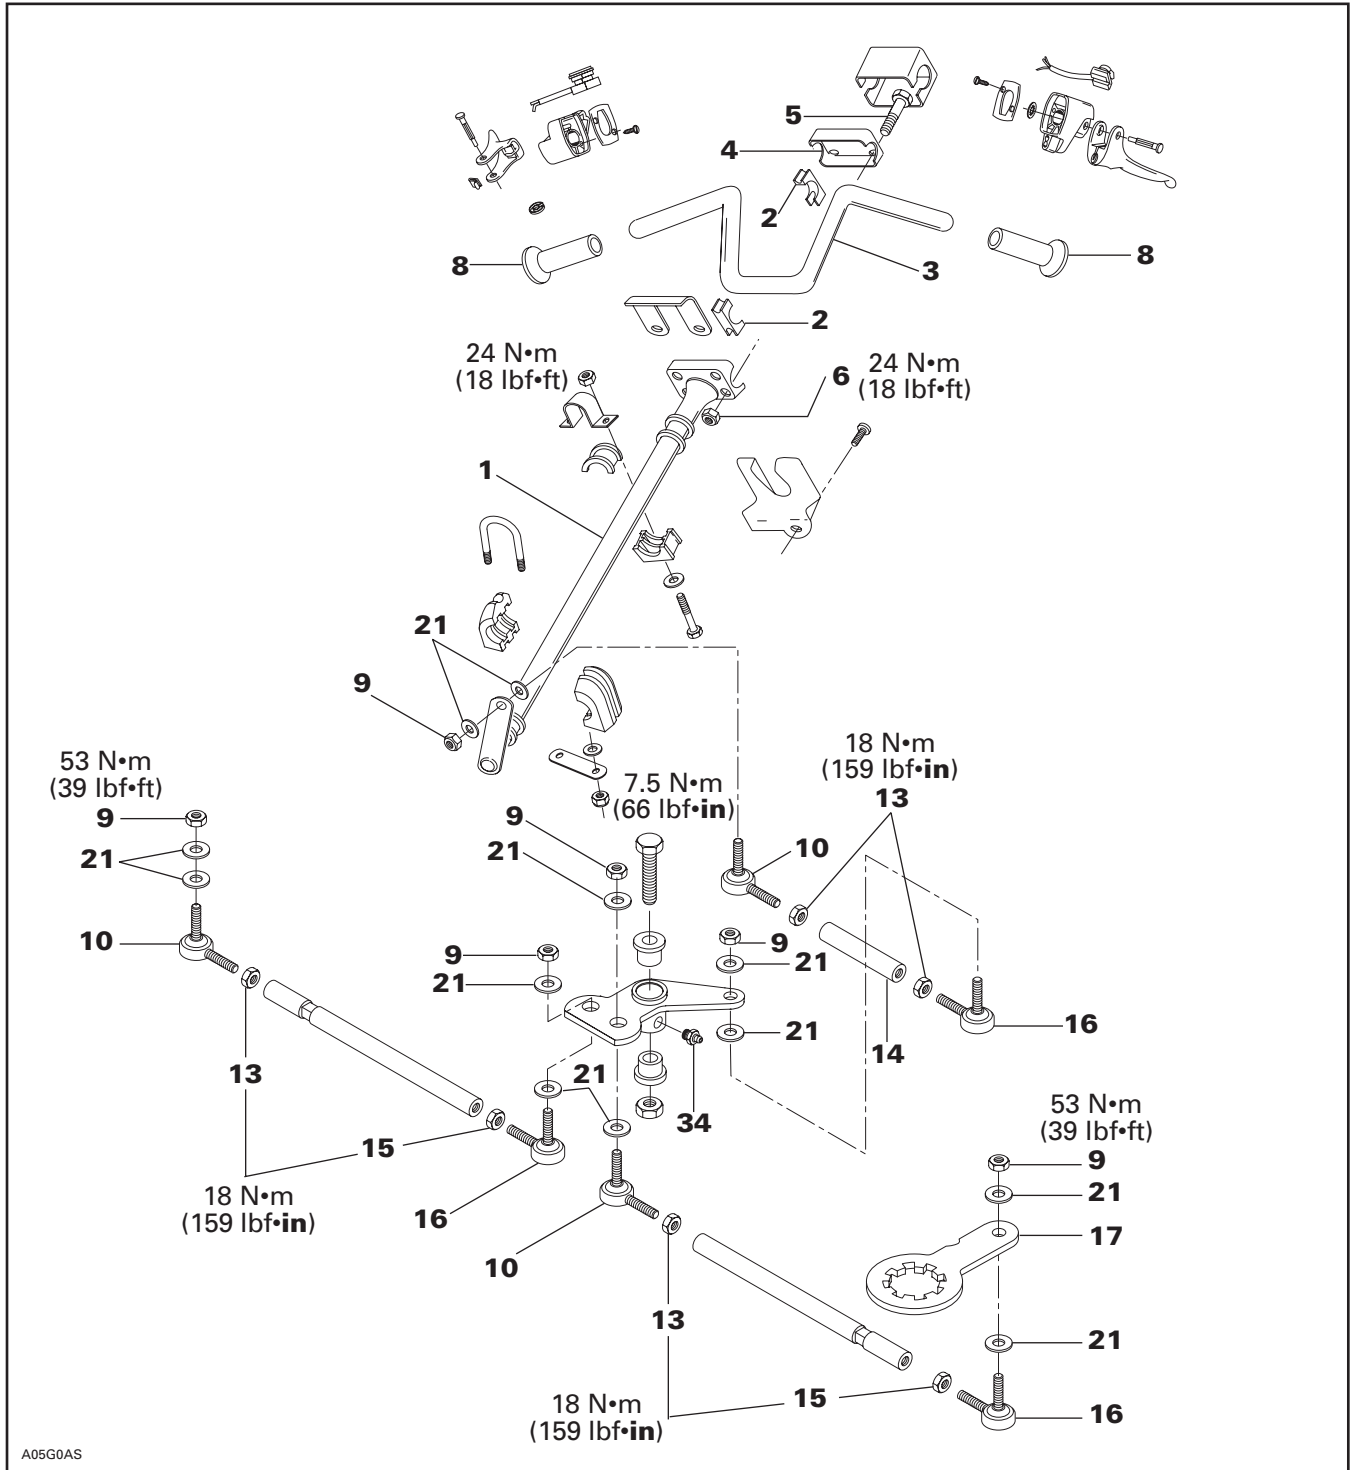 5
4
2
8
3
8
2
24 N•m
(18 lbf•ft)
6
24 N•m
(18 lbf•ft)
1
21
9
53 N•m
(39 lbf•ft)
18 N•m
(159 lbf•in)
7.5 N•m
(66 lbf•in)
13
9
9
21
21
10
10
9
9
21
21
21
16
14
13
21
34
53 N•m
(39 lbf•ft)
15
9
18 N•m
(159 lbf•in)
21
16
17
10
13
21
18 N•m
(159 lbf•in)
15
16
A05G0AS